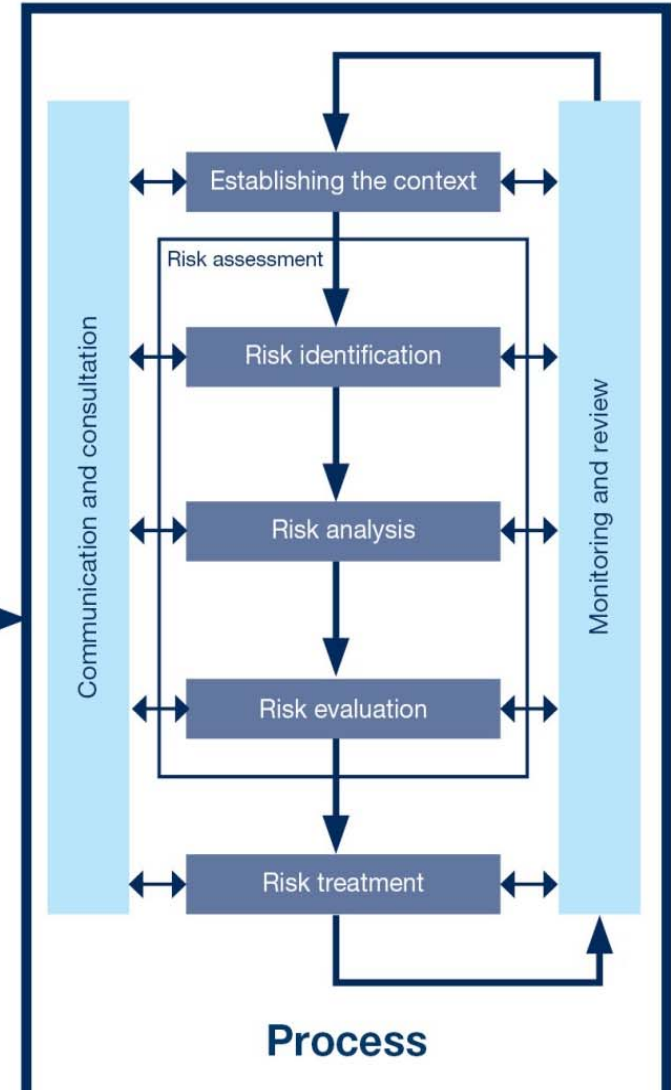 Establishing the context
Risk assessment
Risk identification
Communication and consultation
Monitoring and review
Risk analysis
Risk evaluation
Risk treatment
Process